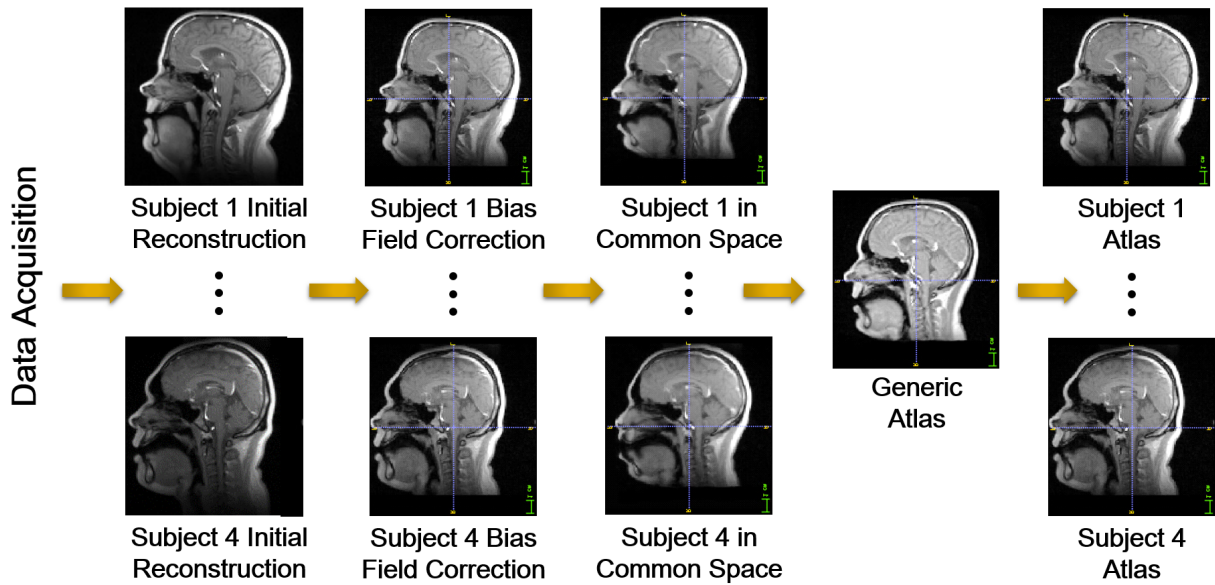 Data Acquisition
Subject 1 Initial
Reconstruction
Subject 1 Bias
Field Correction
Subject 1 in
Common Space
Subject 1
Atlas
Generic
Atlas
Subject 4 Initial
Reconstruction
Subject 4 Bias
Field Correction
Subject 4 in
Common Space
Subject 4
Atlas